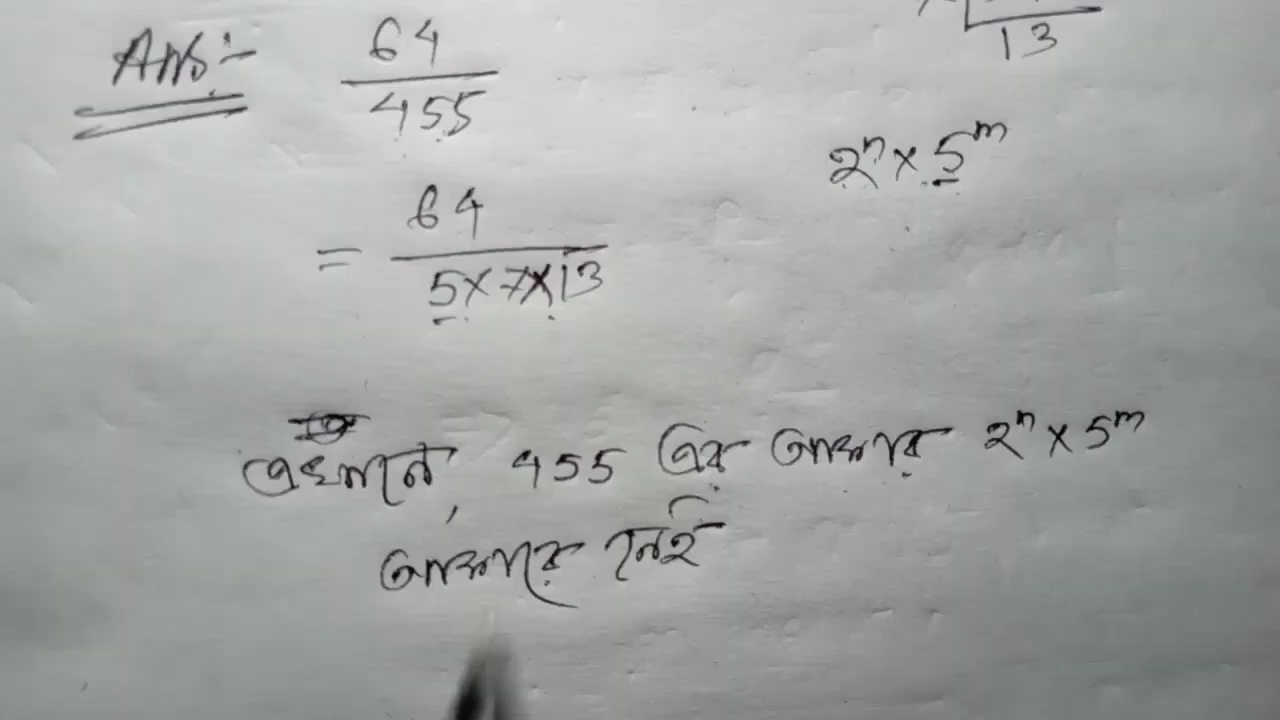 Ans:- 64/455
13
2ⁿ × 5ᵐ
= 64/(5×7×13)
এখানে, 455 এর আকার 2ⁿ × 5ᵐ
আকারে নেই